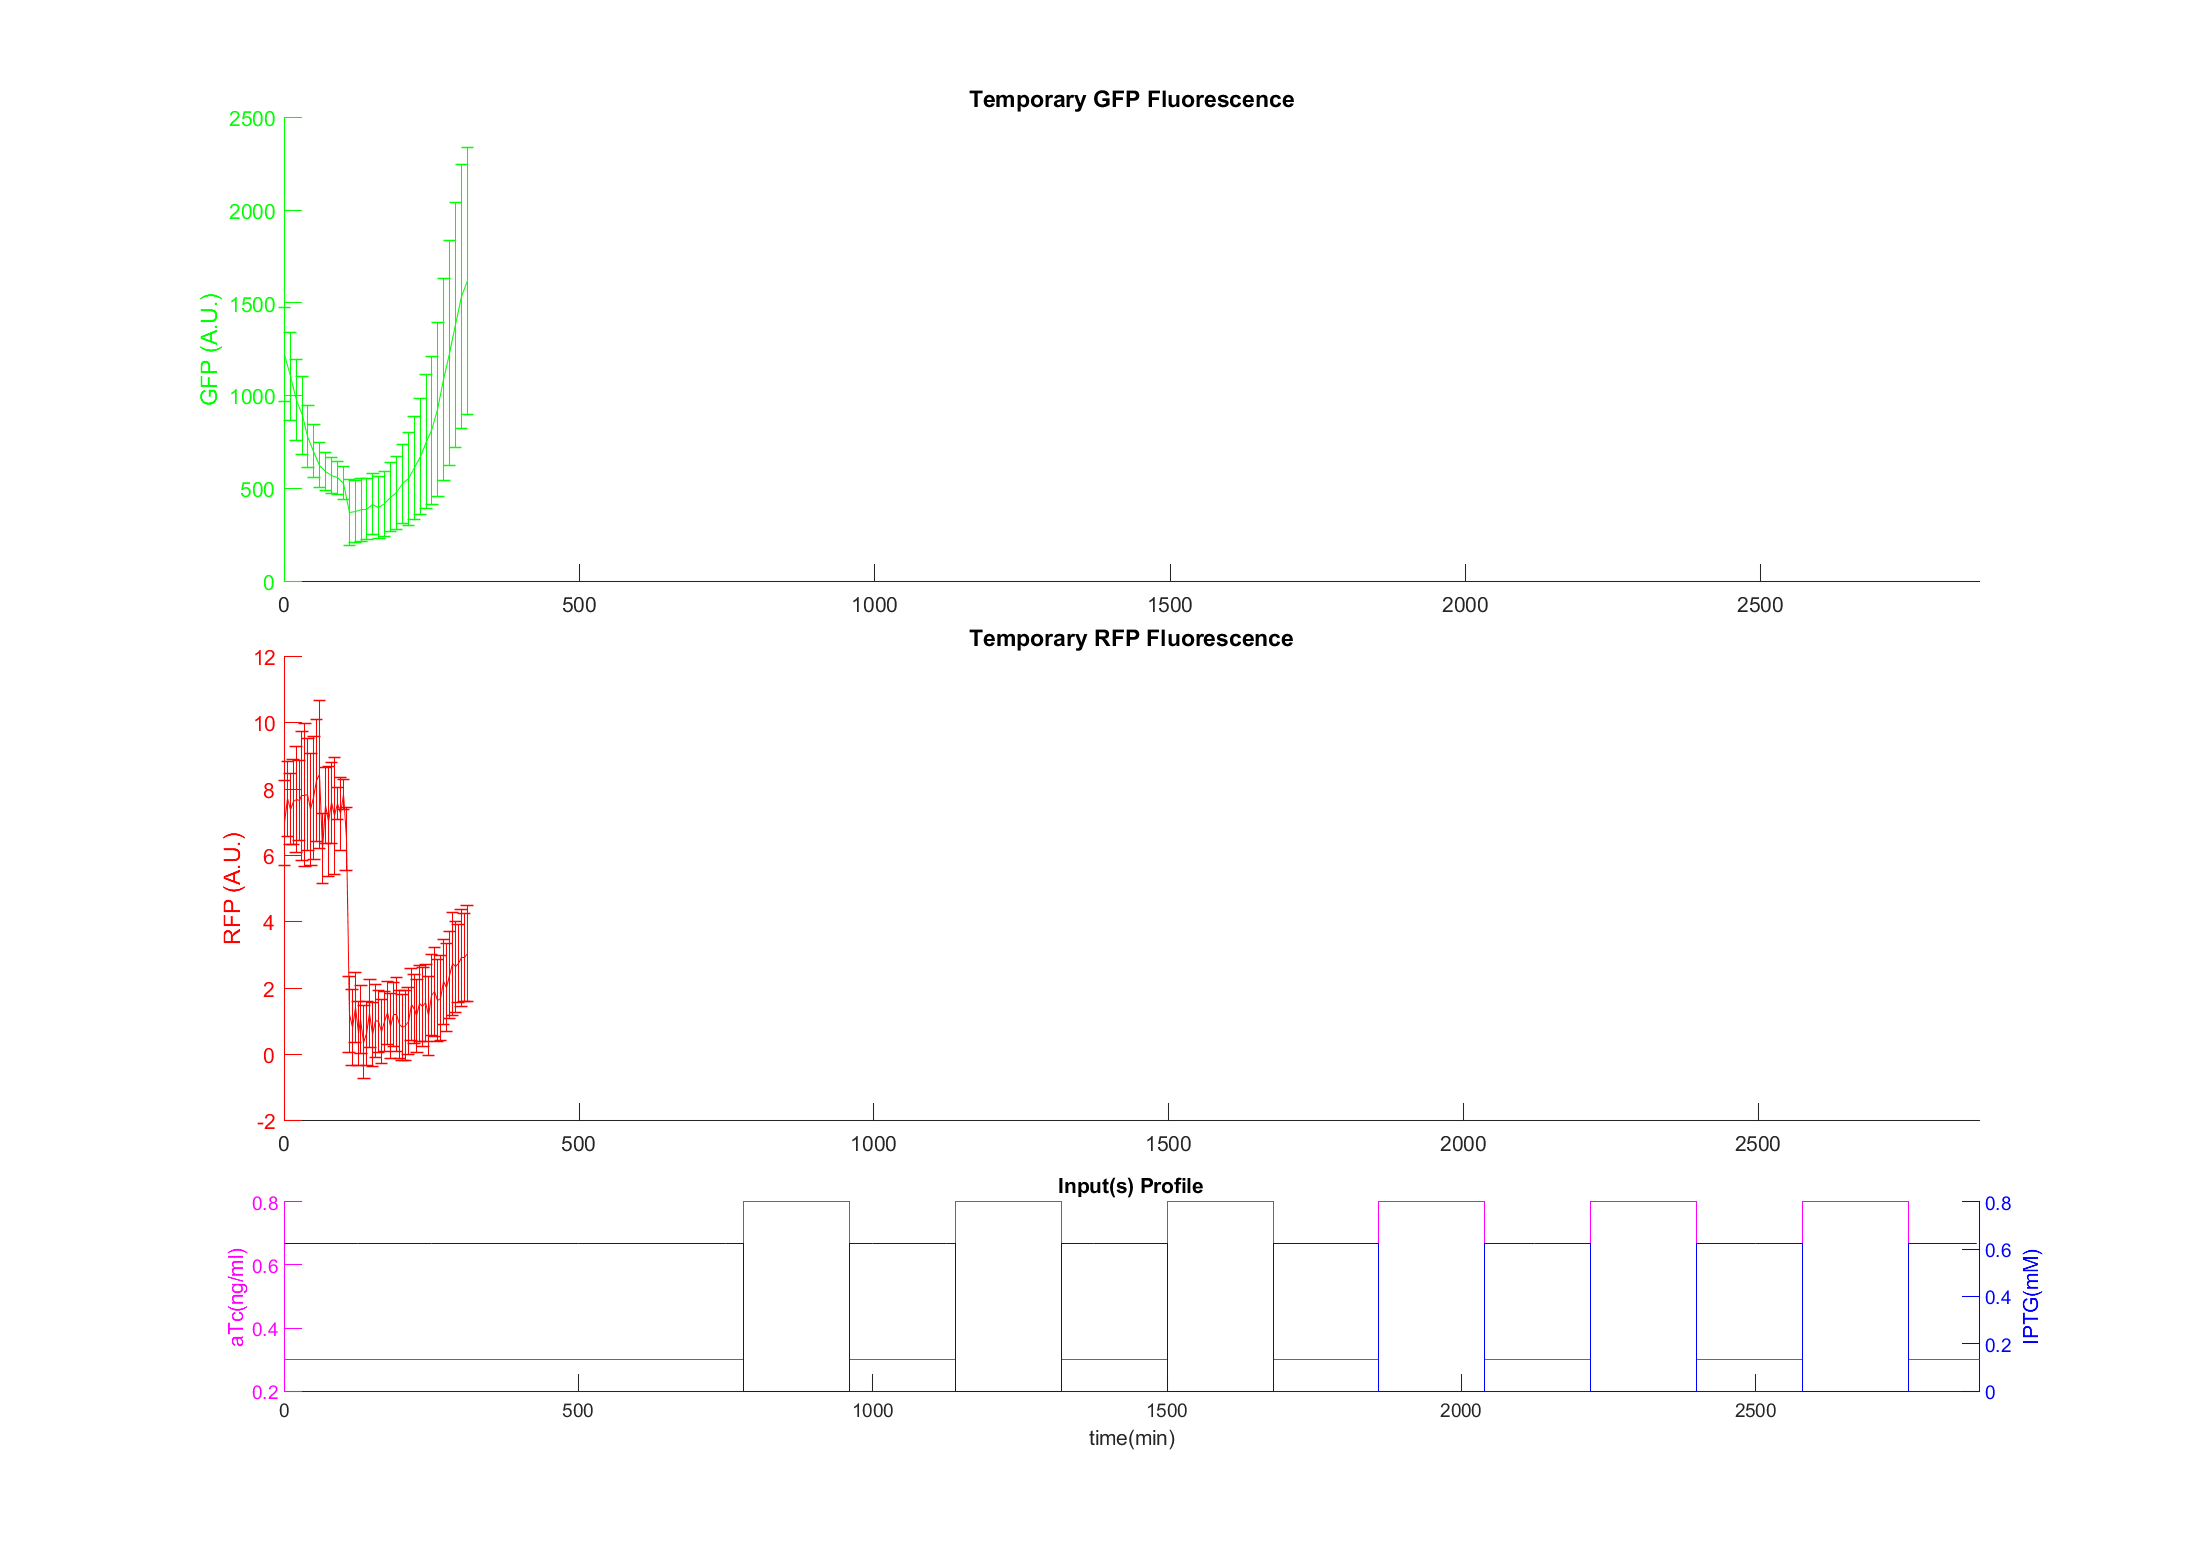 Temporary GFP Fluorescence
2500
2000
1500
1000
500
0
GFP (A.U.)
0 500 1000 1500 2000 2500
Temporary RFP Fluorescence
12
10
8
6
4
2
0
-2
RFP (A.U.)
0 500 1000 1500 2000 2500
Input(s) Profile
0.8
0.6
0.4
0.2
aTc(ng/ml)
0.8
0.6
0.4
0.2
0
IPTG(mM)
0 500 1000 1500 2000 2500
time(min)